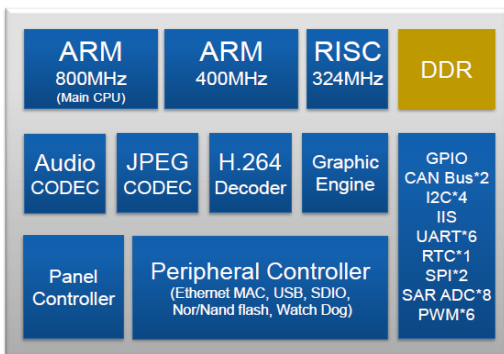 ARM
800MHz
(Main CPU)
ARM
400MHz
RISC
324MHz
DDR
Audio
CODEC
JPEG
CODEC
H.264
Decoder
Graphic
Engine
GPIO
CAN Bus*2
I2C*4
IIS
UART*6
RTC*1
SPI*2
SAR ADC*8
PWM*6
Panel
Controller
Peripheral Controller
(Ethernet MAC, USB, SDIO,
Nor/Nand flash, Watch Dog)